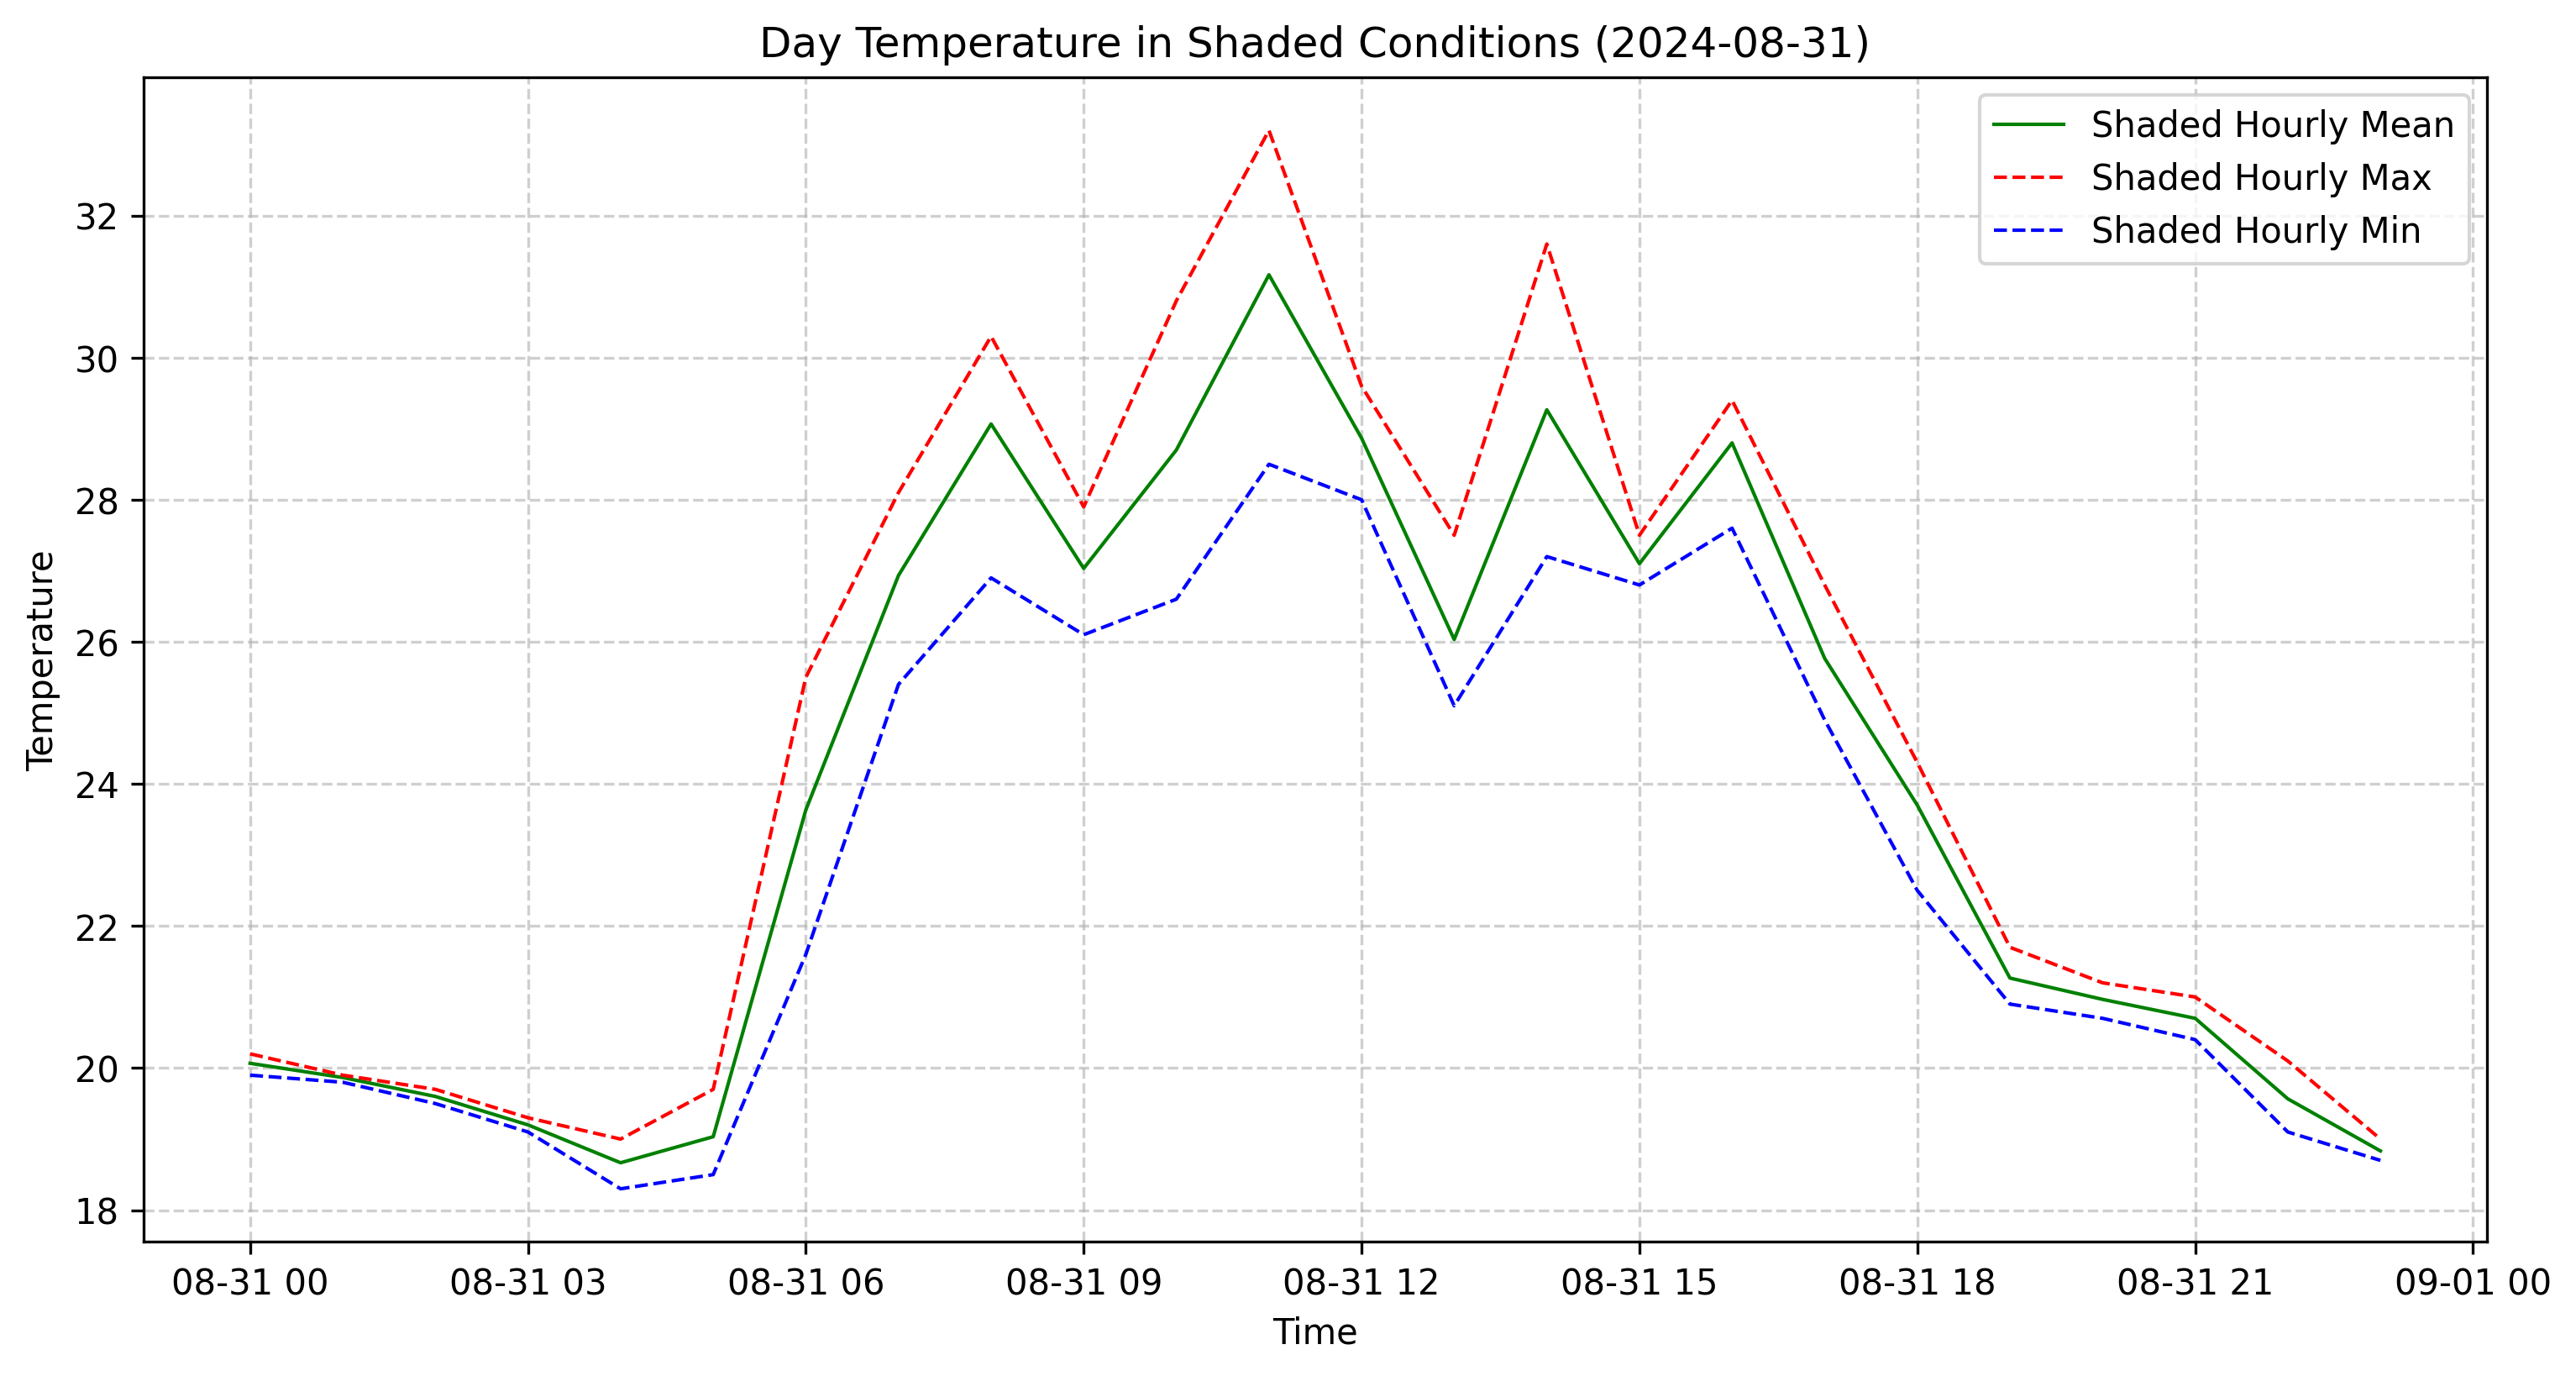 Day Temperature in Shaded Conditions (2024-08-31)
Shaded Hourly Mean
Shaded Hourly Max
Shaded Hourly Min
32
30
28
26
24
22
20
18
Temperature
08-31 00 08-31 03 08-31 06 08-31 09 08-31 12 08-31 15 08-31 18 08-31 21 09-01 00
Time